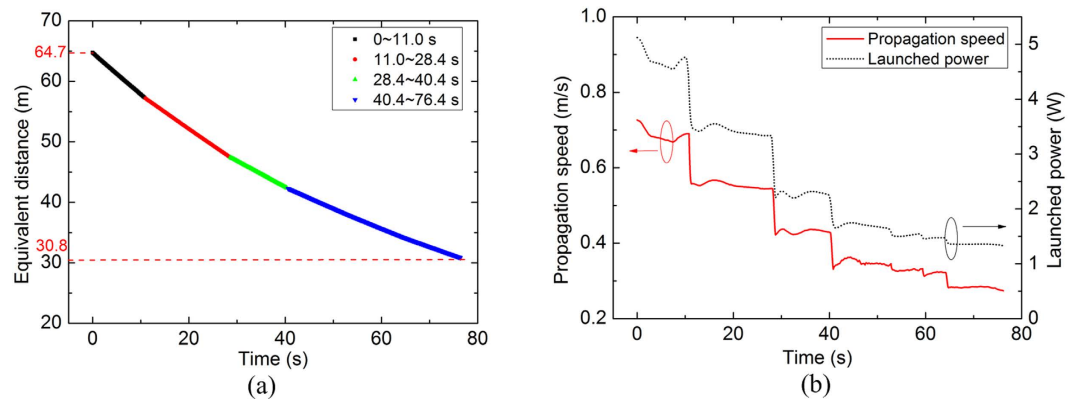 70
64.7
60
50
40
30.8
30
20
0 20 40 60 80
Equivalent distance (m)
Time (s)
0~11.0 s
11.0~28.4 s
28.4~40.4 s
40.4~76.4 s
(a)
1.0
0.8
0.6
0.4
0.2
Propagation speed (m/s)
0 20 40 60 80
Time (s)
5
4
3
2
1
0
Launched power (W)
Propagation speed
Launched power
(b)